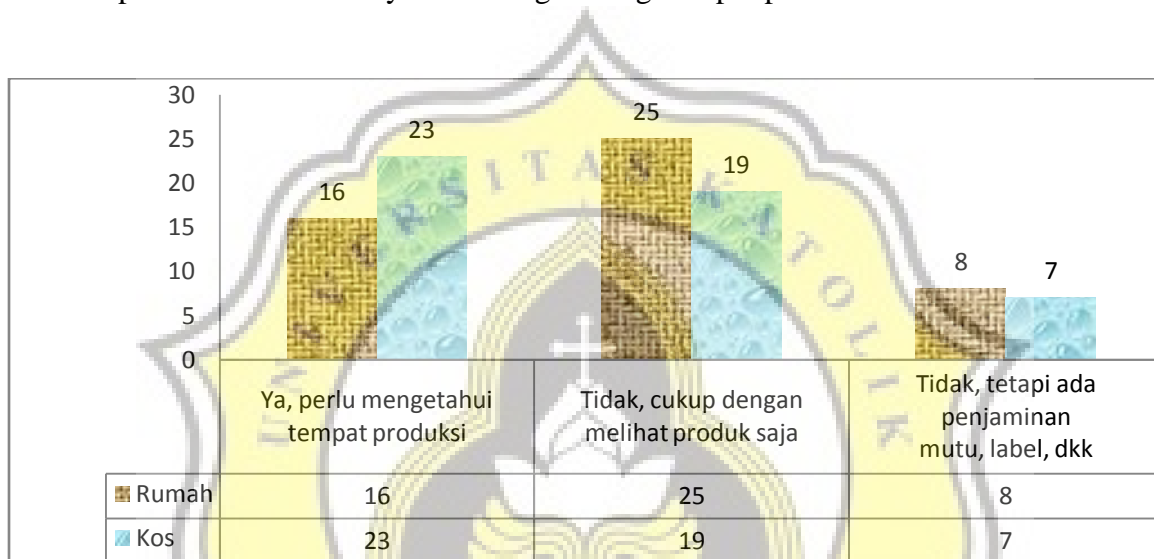 30
25
20
15
10
5
0
16
23
25
19
8
7
Ya, perlu mengetahui
tempat produksi
Tidak, cukup dengan
melihat produk saja
Tidak, tetapi ada
penjaminan
mutu, label, dkk
Rumah 16 25 8
Kos 23 19 7
UNIVERSITAS KATOLIK